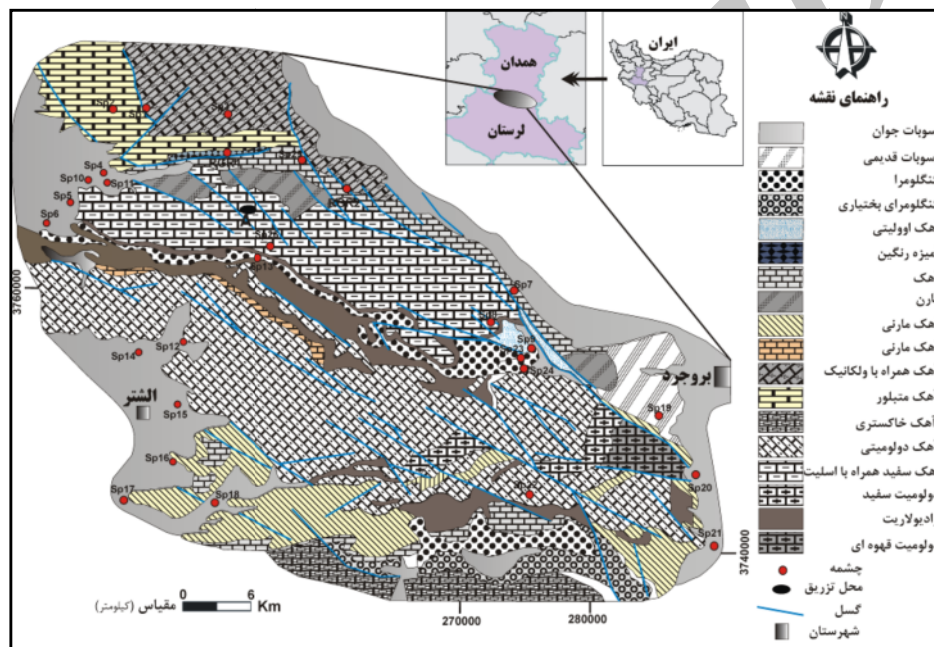 ایران
همدان
لرستان
راهنمای نقشه
سوبات جوان
سوبات قدیمی
نگلومرا
نگلومرای بختیاری
هک اوولیتی
میزه رنگین
هک
ارن
هک مارنی
هک مارنی
هک همراه با ولکانیک
آهک متبلور
آهک خاکستری
آهک دولومیتی
هک سفید همراه با اسلیت
ولومیت سفید
ادیولاریت
ولومیت قهوه ای
چشمه
محل تزریق
گسل
شهرستان
Sp4
Sp10
Sp11
Sp5
Sp6
Sp13
Sp7
Sp8
Sp9
Sp23
Sp24
Sp12
Sp14
Sp15
Sp16
Sp17
Sp18
Sp19
Sp20
Sp21
A
بروجرد
الشتر
3760000
3740000
270000
280000
مقیاس (کیلومتر)
0
6
Km